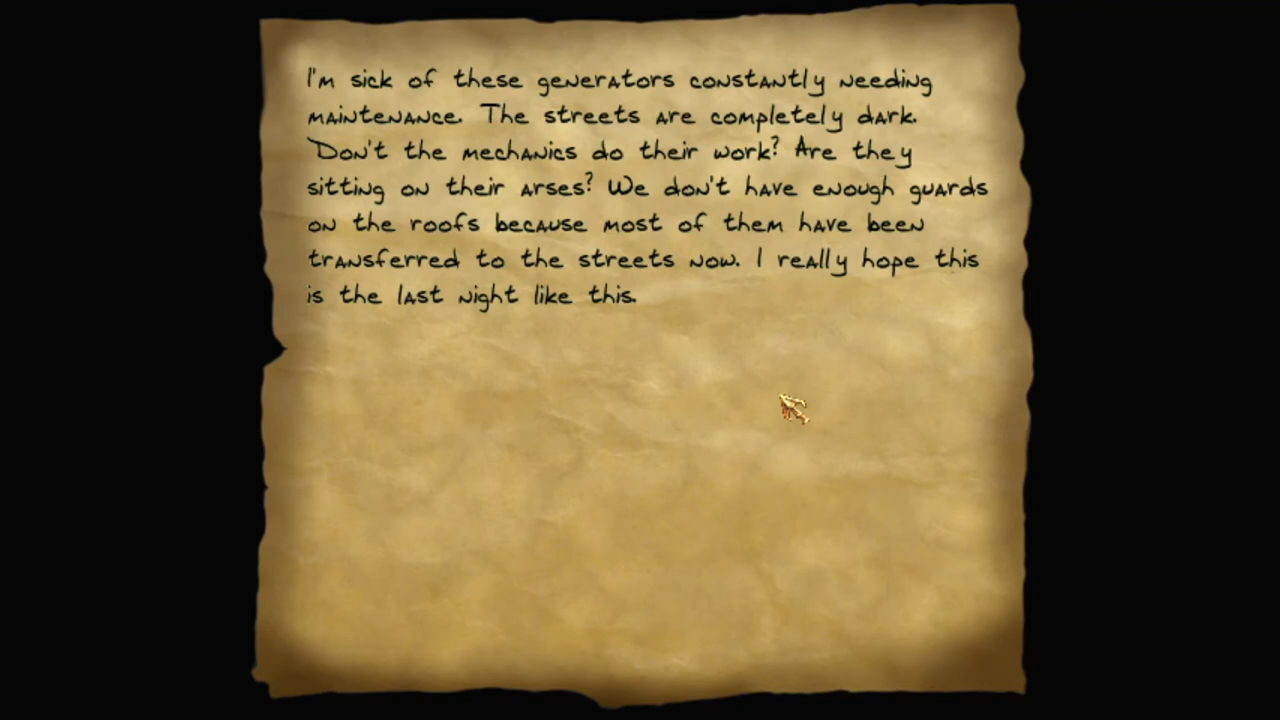 I'm sick of these generators constantly needing
maintenance. The streets are completely dark.
Don't the mechanics do their work? Are they
sitting on their arses? We don't have enough guards
on the roofs because most of them have been
transferred to the streets now. I really hope this
is the last night like this.